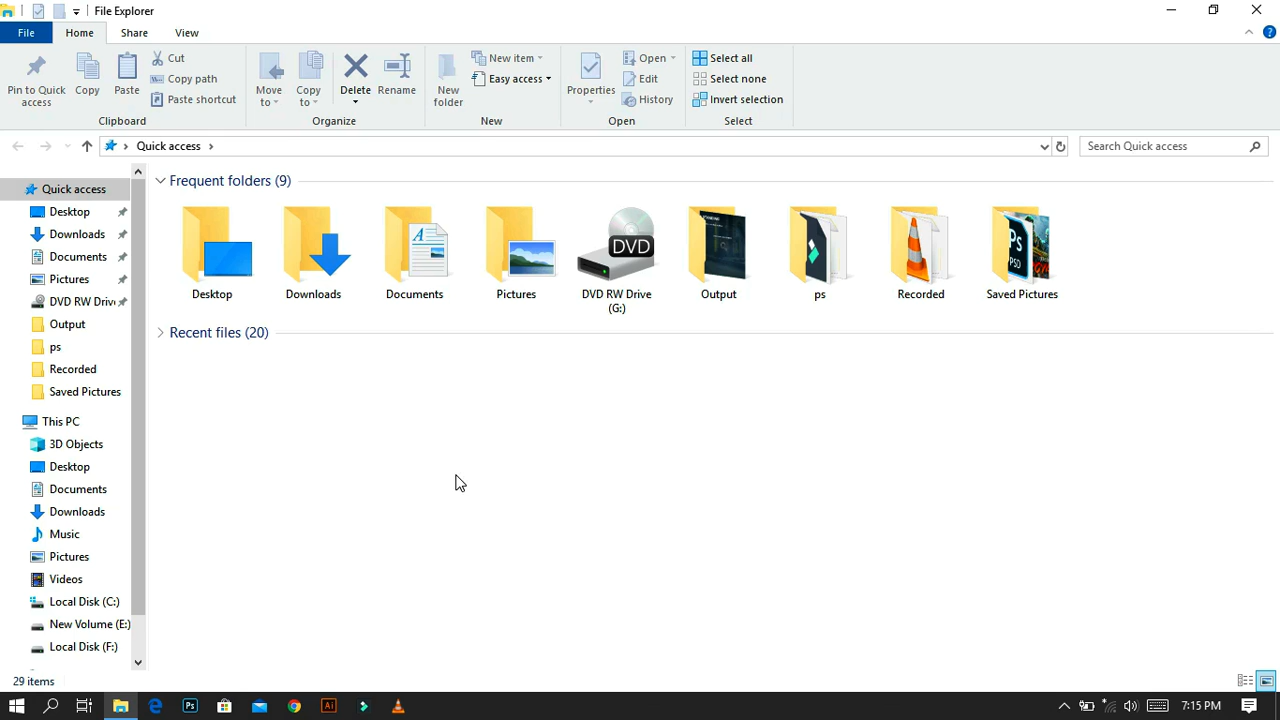 File Explorer
File Home Share View
Pin to Quick access
Copy
Paste
Cut
Copy path
Paste shortcut
Clipboard
Move to
Copy to
Delete
Rename
Organize
New folder
New item
Easy access
New
Properties
Open
Edit
History
Open
Select all
Select none
Invert selection
Select
Quick access
Search Quick access
Quick access
Desktop
Downloads
Documents
Pictures
DVD RW Driv
Output
ps
Recorded
Saved Pictures
This PC
3D Objects
Desktop
Documents
Downloads
Music
Pictures
Videos
Local Disk (C:)
New Volume (E:)
Local Disk (F:)
Frequent folders (9)
DVD
Ps
PSD
Desktop
Downloads
Documents
Pictures
DVD RW Drive (G:)
Output
ps
Recorded
Saved Pictures
Recent files (20)
29 items
Ps
Ai
7:15 PM